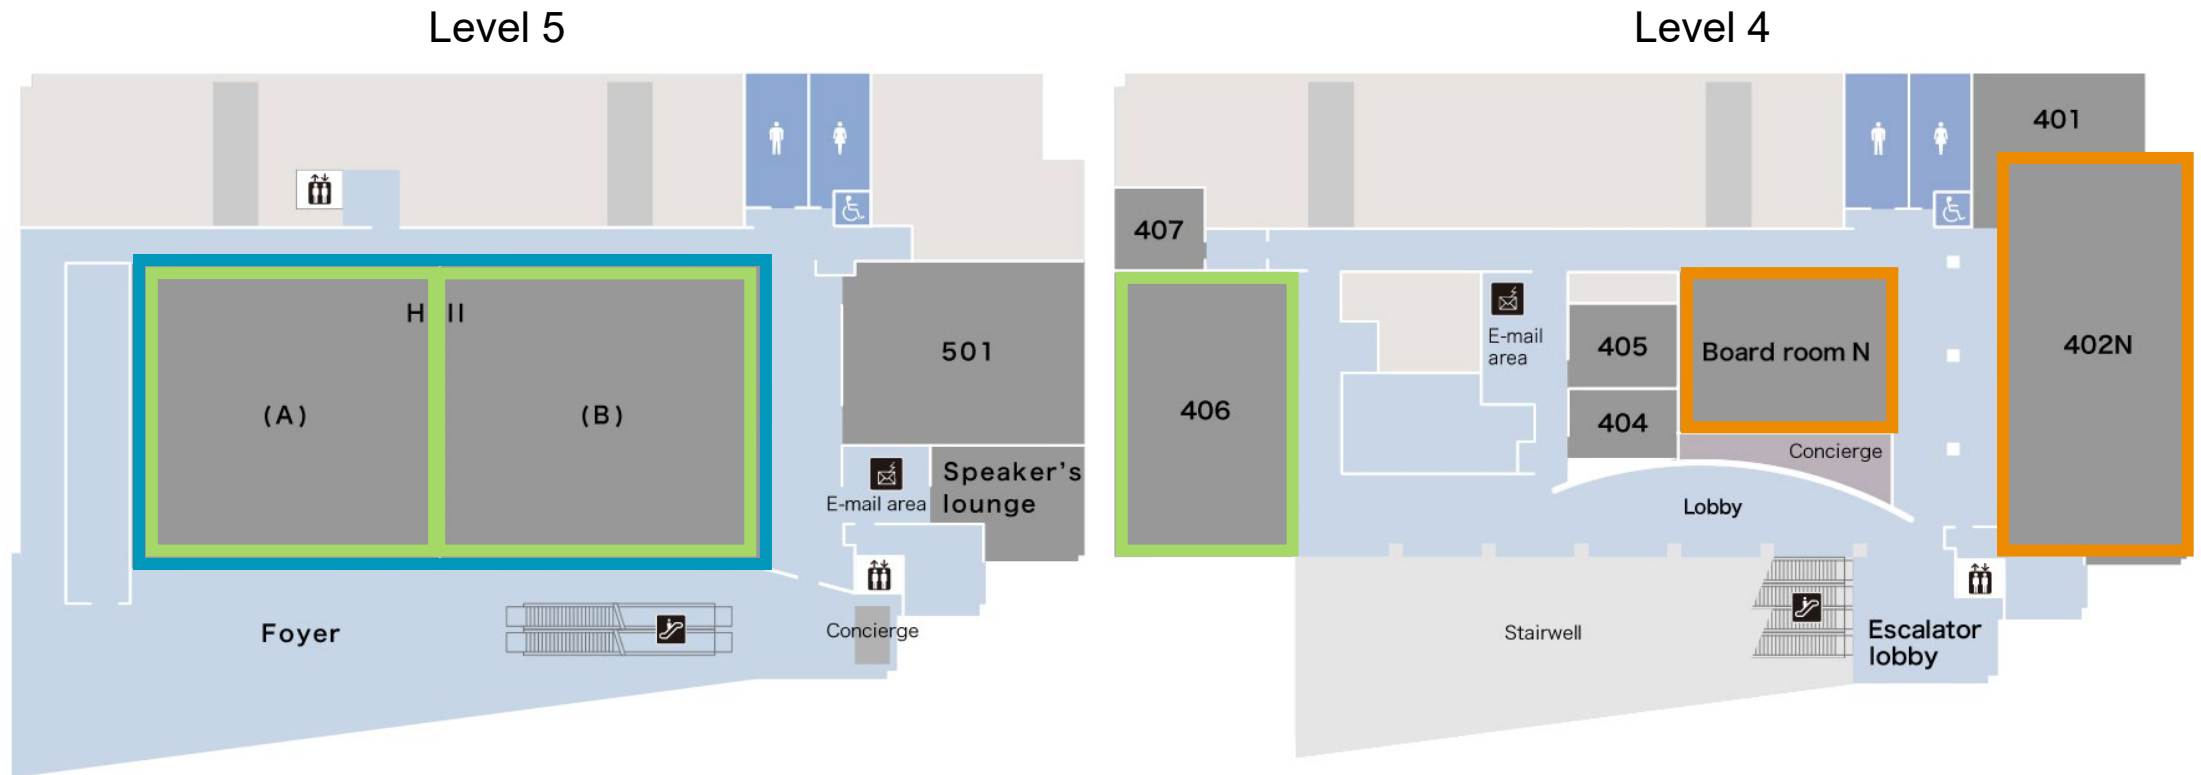 Level 5
H ll
(A)
(B)
501
E-mail area
Speaker's
lounge
Foyer
Concierge
Level 4
401
407
402N
E-mail
area
405
Board room N
406
404
Concierge
Lobby
Stairwell
Escalator
lobby